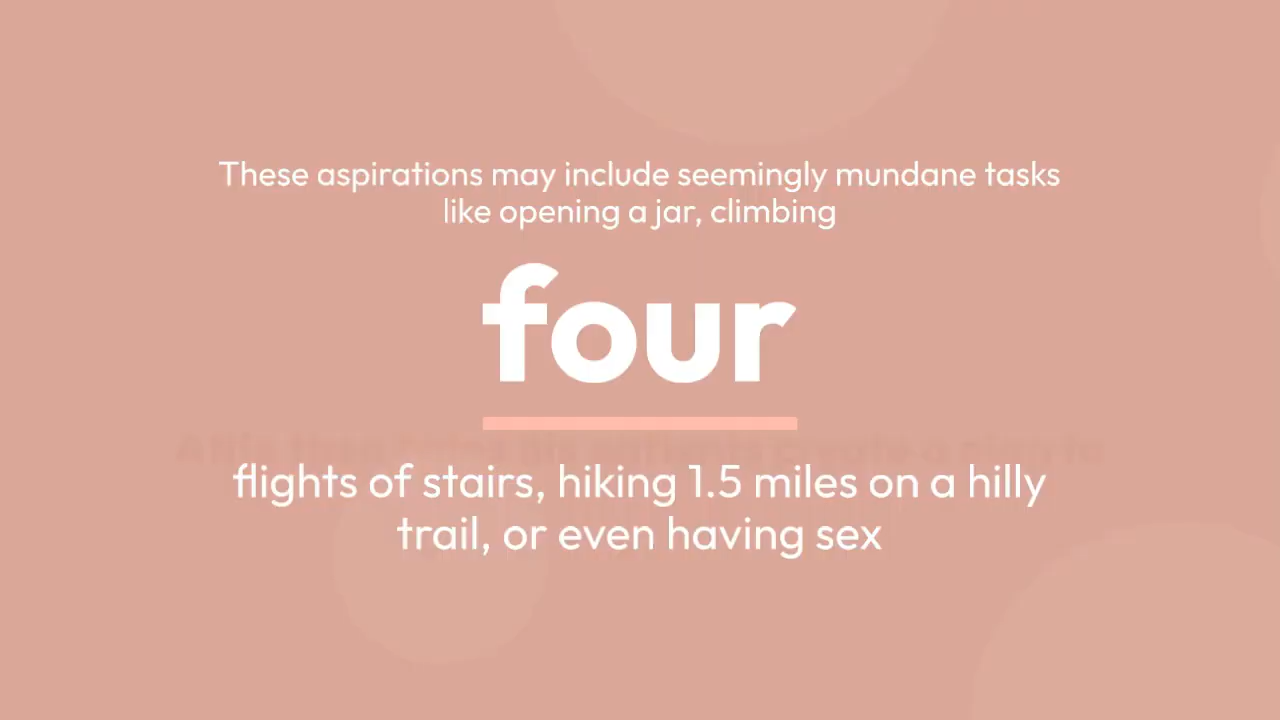 These aspirations may include seemingly mundane tasks
like opening a jar, climbing
four
flights of stairs, hiking 1.5 miles on a hilly
trail, or even having sex